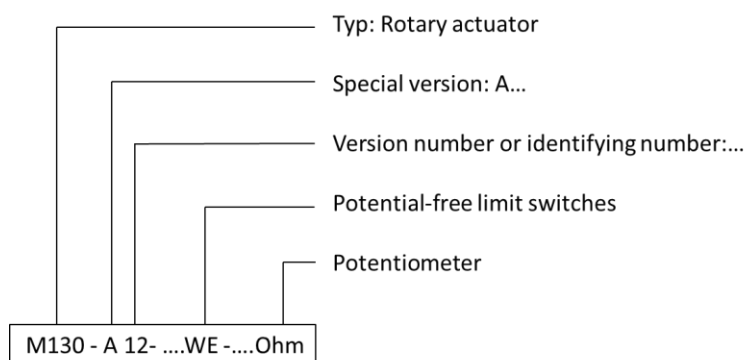 Typ: Rotary actuator
Special version: A...
Version number or identifying number:...
Potential-free limit switches
Potentiometer
M130 - A 12- ....WE -....Ohm